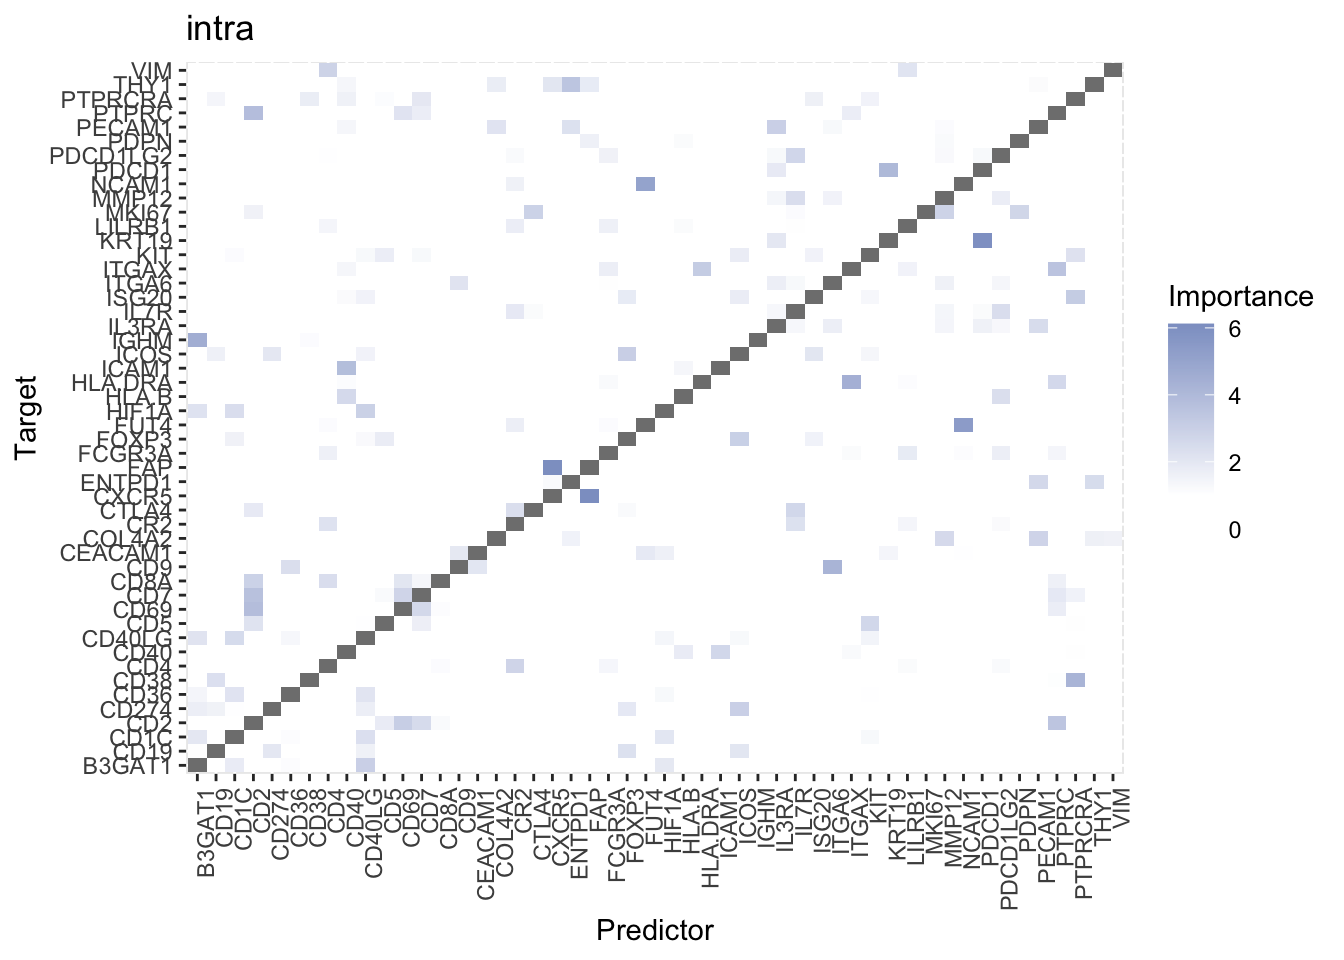 intra
VIM
THY1
PTPRCRA
PTPRC
PECAM1
PDPN
PDCD1LG2
PDCD1
NCAM1
MMP12
MKI67
LILRB1
KRT19
KIT
ITGAX
ITGA6
ISG20
IL7R
IL3RA
IGHM
ICOS
ICAM1
HLA.DRA
HLA.B
HIF1A
FUT4
FOXP3
FCGR3A
FAP
ENTPD1
CXCR5
CTLA4
CR2
COL4A2
CEACAM1
CD9
CD8A
CD7
CD69
CD5
CD40LG
CD40
CD4
CD38
CD36
CD274
CD2
CD1C
CD19
B3GAT1
Target
B3GAT1
CD19
CD1C
CD2
CD274
CD36
CD38
CD4
CD40
CD40LG
CD5
CD69
CD7
CD8A
CD9
CEACAM1
COL4A2
CR2
CTLA4
CXCR5
ENTPD1
FAP
FCGR3A
FOXP3
FUT4
HIF1A
HLA.B
HLA.DRA
ICAM1
ICOS
IGHM
IL3RA
IL7R
ISG20
ITGA6
ITGAX
KIT
KRT19
LILRB1
MKI67
MMP12
NCAM1
PDCD1
PDCD1LG2
PDPN
PECAM1
PTPRC
PTPRCRA
THY1
VIM
Predictor
Importance
6
4
2
0